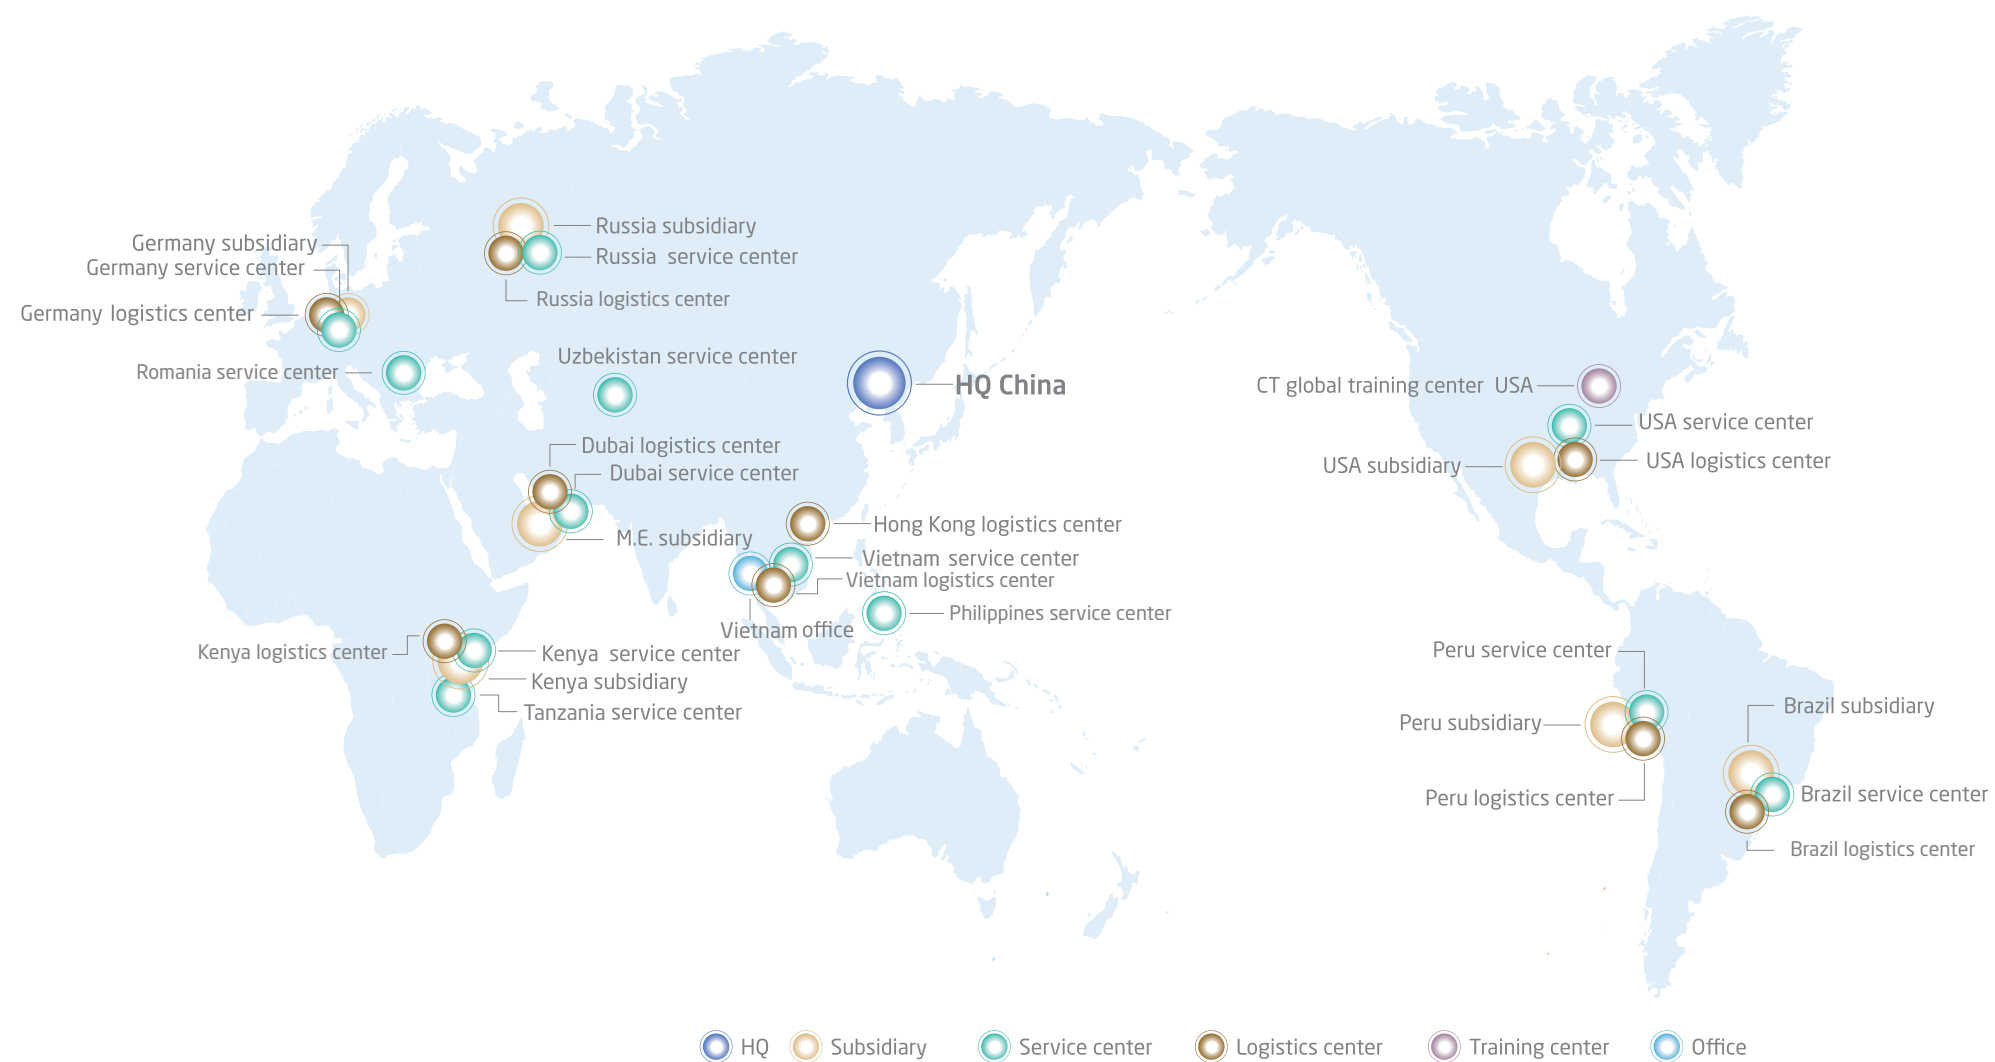 Russia subsidiary
Russia service center
Russia logistics center
Germany subsidiary
Germany service center
Germany logistics center
Romania service center
Uzbekistan service center
HQ China
Dubai logistics center
Dubai service center
M.E. subsidiary
Hong Kong logistics center
Vietnam service center
Vietnam logistics center
Vietnam office
Philippines service center
Kenya logistics center
Kenya service center
Kenya subsidiary
Tanzania service center
CT global training center USA
USA service center
USA subsidiary
USA logistics center
Peru service center
Peru subsidiary
Peru logistics center
Brazil subsidiary
Brazil service center
Brazil logistics center
HQ
Subsidiary
Service center
Logistics center
Training center
Office